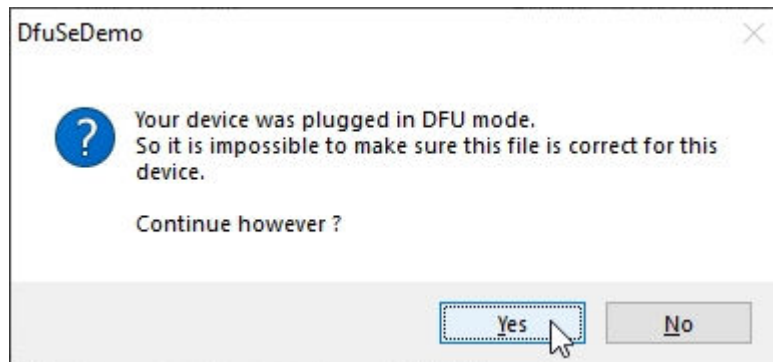 DfuSeDemo
Your device was plugged in DFU mode.
So it is impossible to make sure this file is correct for this
device.
Continue however ?
Yes
No